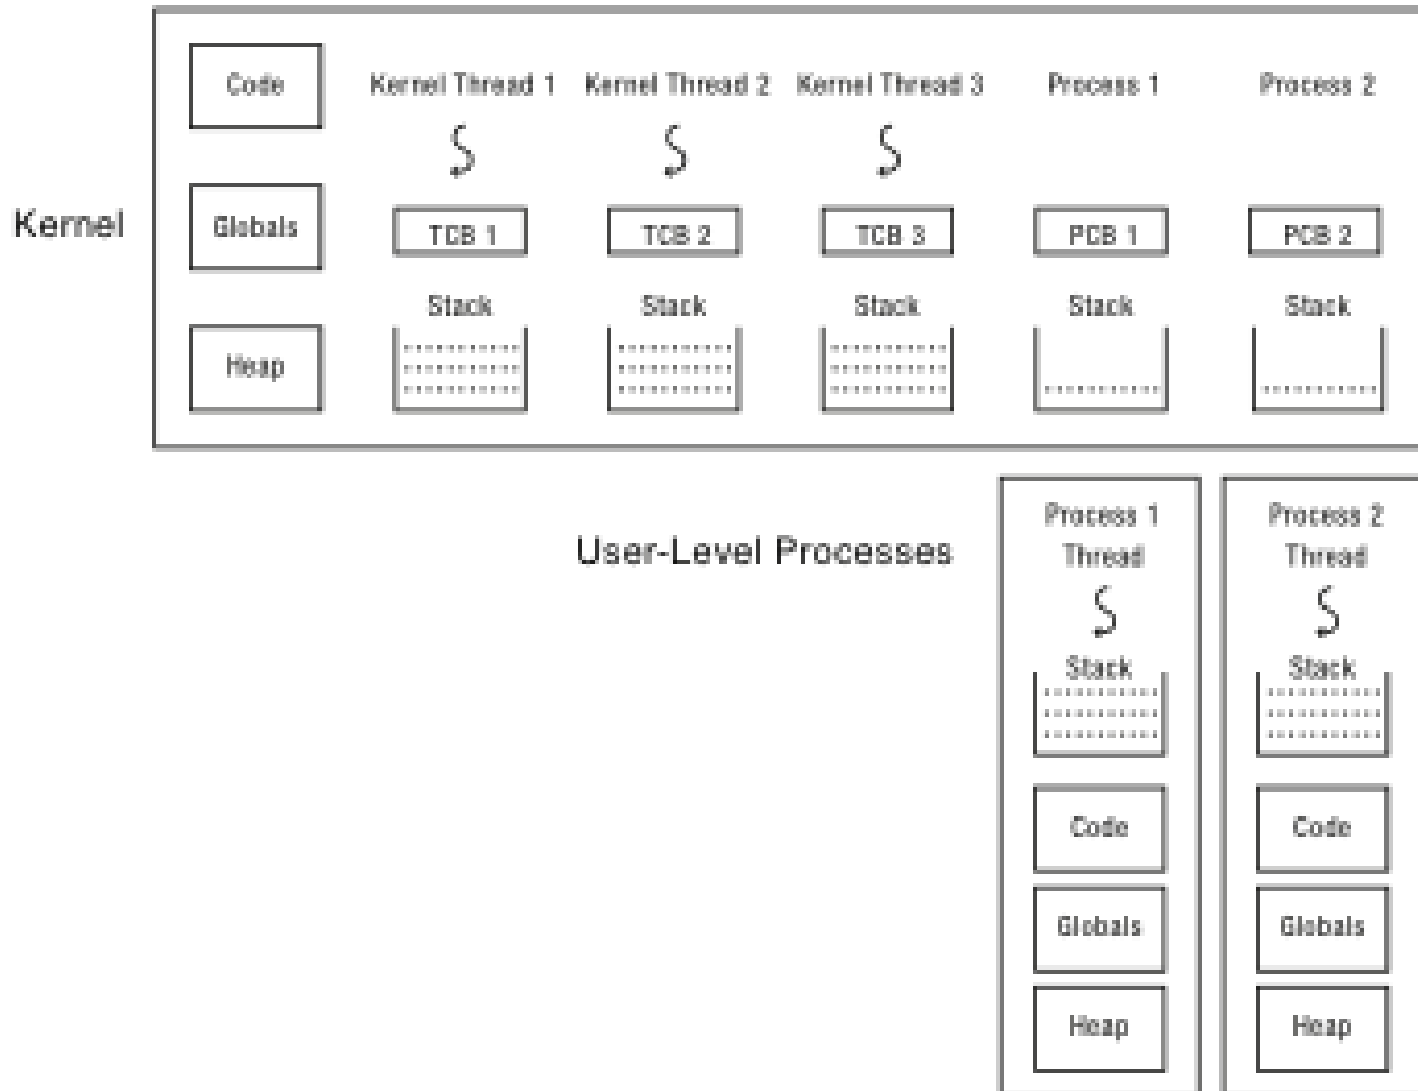 Code
Kernel Thread 1 Kernel Thread 2 Kernel Thread 3 Process 1 Process 2
Kernel
Globals
TCB 1 TCB 2 TCB 3 PCB 1 PCB 2
Stack Stack Stack Stack Stack
Heap
User-Level Processes
Process 1
Thread
Stack
Code
Globals
Heap
Process 2
Thread
Stack
Code
Globals
Heap